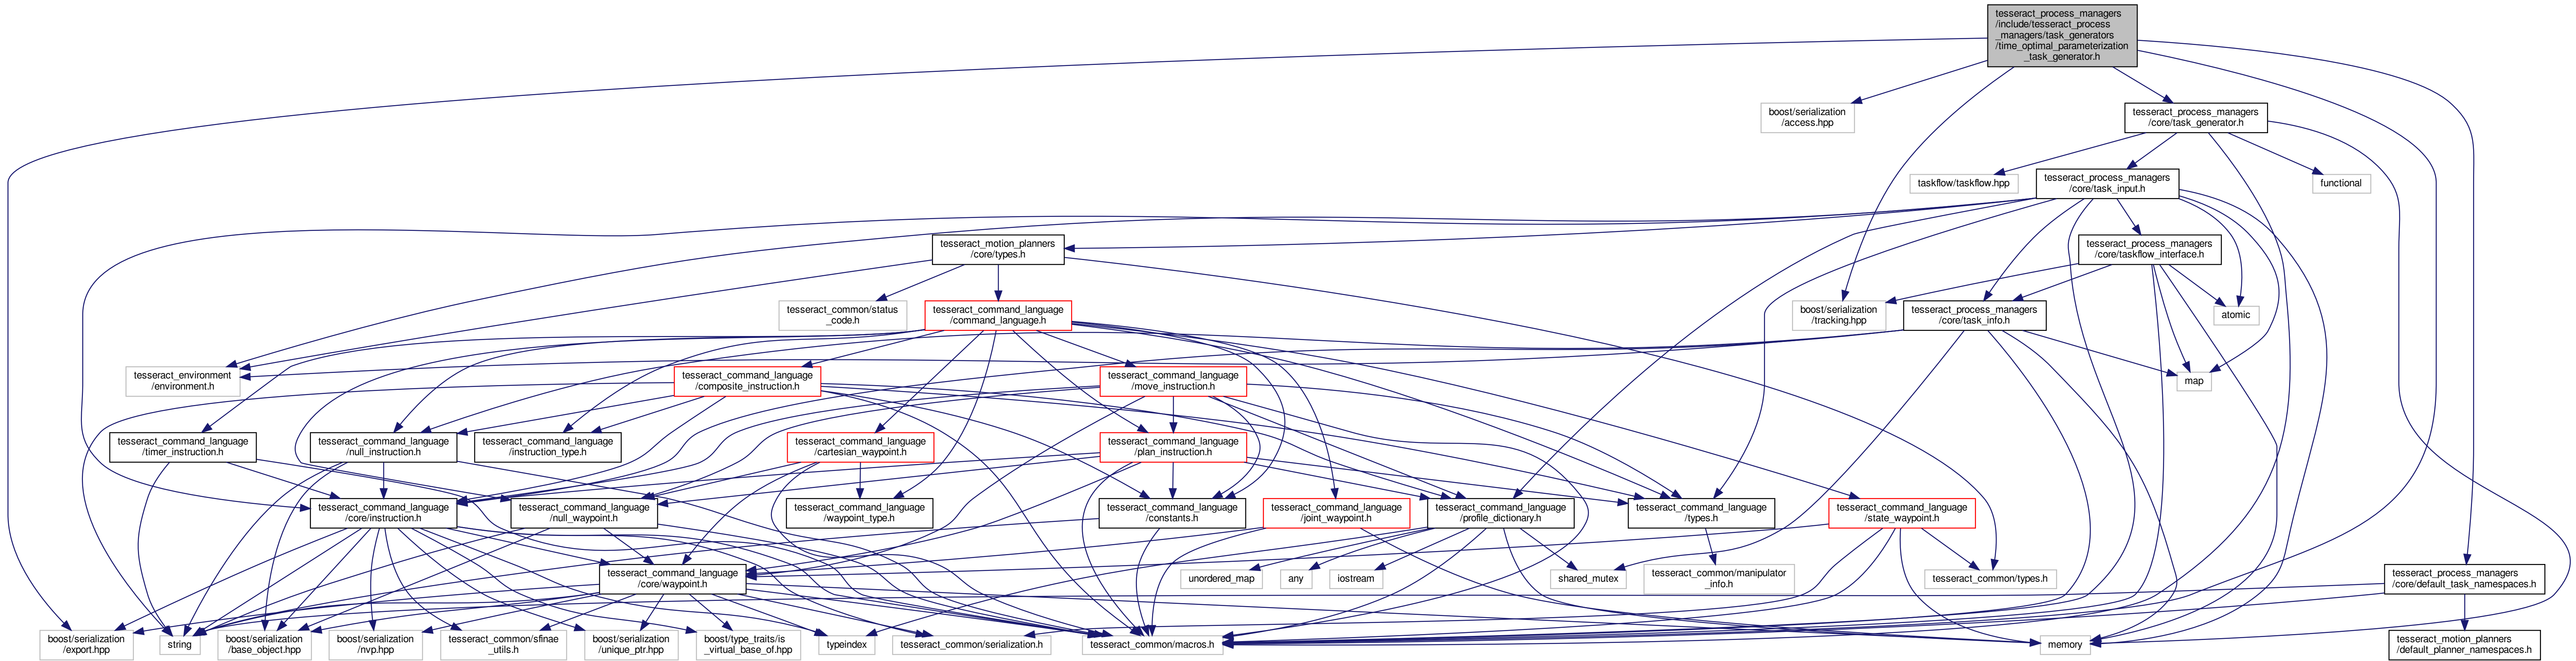 tesseract_process_managers
/include/tesseract_process
_managers/task_generators
/time_optimal_parameterization
_task_generator.h
boost/serialization
/access.hpp
tesseract_process_managers
/core/task_generator.h
taskflow/taskflow.hpp
tesseract_process_managers
/core/task_input.h
functional
tesseract_motion_planners
/core/types.h
tesseract_process_managers
/core/taskflow_interface.h
tesseract_common/status
_code.h
tesseract_command_language
/command_language.h
boost/serialization
/tracking.hpp
tesseract_process_managers
/core/task_info.h
atomic
tesseract_environment
/environment.h
tesseract_command_language
/composite_instruction.h
tesseract_command_language
/move_instruction.h
map
tesseract_command_language
/timer_instruction.h
tesseract_command_language
/null_instruction.h
tesseract_command_language
/instruction_type.h
tesseract_command_language
/cartesian_waypoint.h
tesseract_command_language
/plan_instruction.h
tesseract_command_language
/core/instruction.h
tesseract_command_language
/null_waypoint.h
tesseract_command_language
/waypoint_type.h
tesseract_command_language
/constants.h
tesseract_command_language
/joint_waypoint.h
tesseract_command_language
/profile_dictionary.h
tesseract_command_language
/types.h
tesseract_command_language
/state_waypoint.h
tesseract_command_language
/core/waypoint.h
unordered_map
any
iostream
shared_mutex
tesseract_common/manipulator
_info.h
tesseract_common/types.h
tesseract_process_managers
/core/default_task_namespaces.h
boost/serialization
/export.hpp
string
boost/serialization
/base_object.hpp
boost/serialization
/nvp.hpp
tesseract_common/sfinae
_utils.h
boost/serialization
/unique_ptr.hpp
boost/type_traits/is
_virtual_base_of.hpp
typeindex
tesseract_common/serialization.h
tesseract_common/macros.h
memory
tesseract_motion_planners
/default_planner_namespaces.h